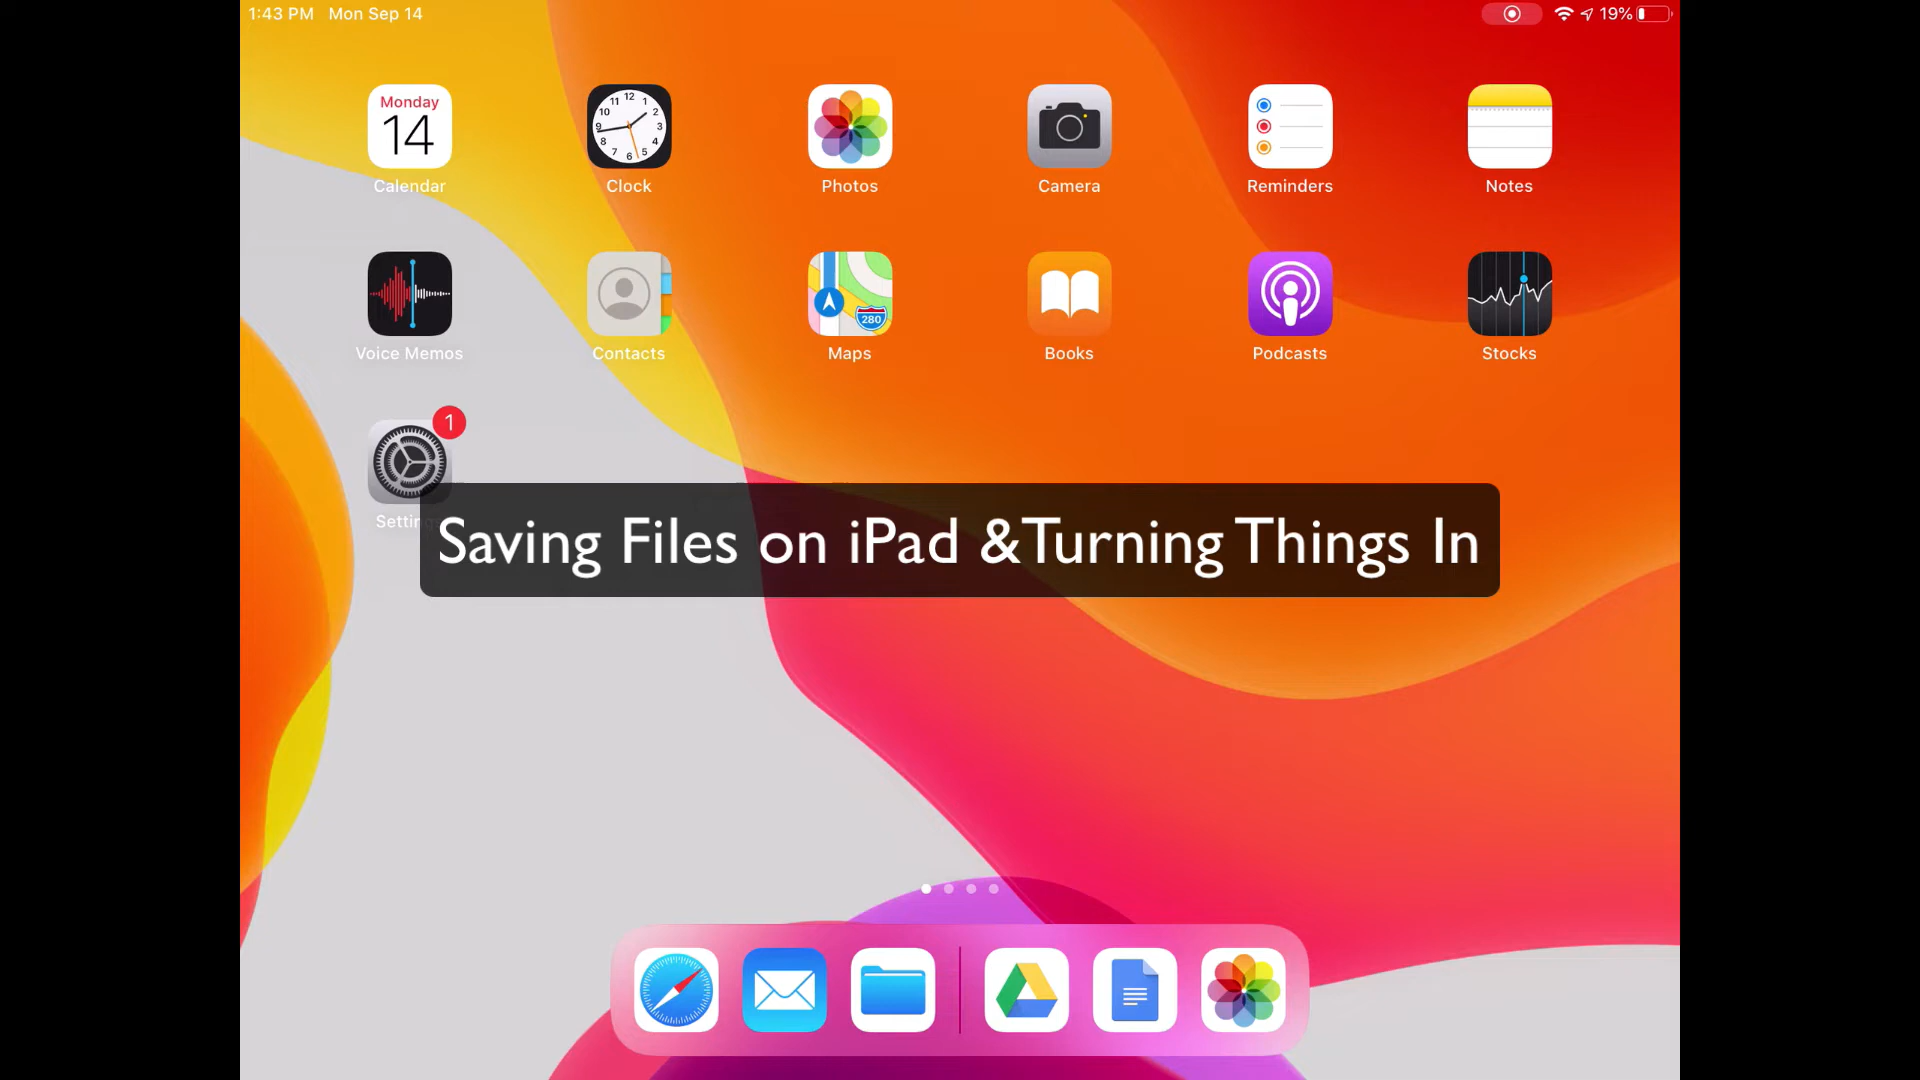 1:43 PM Mon Sep 14 19%
Monday
14
Calendar
Clock
Photos
Camera
Reminders
Notes
280
Voice Memos
Contacts
Maps
Books
Podcasts
Stocks
1
Saving Files on iPad &Turning Things In